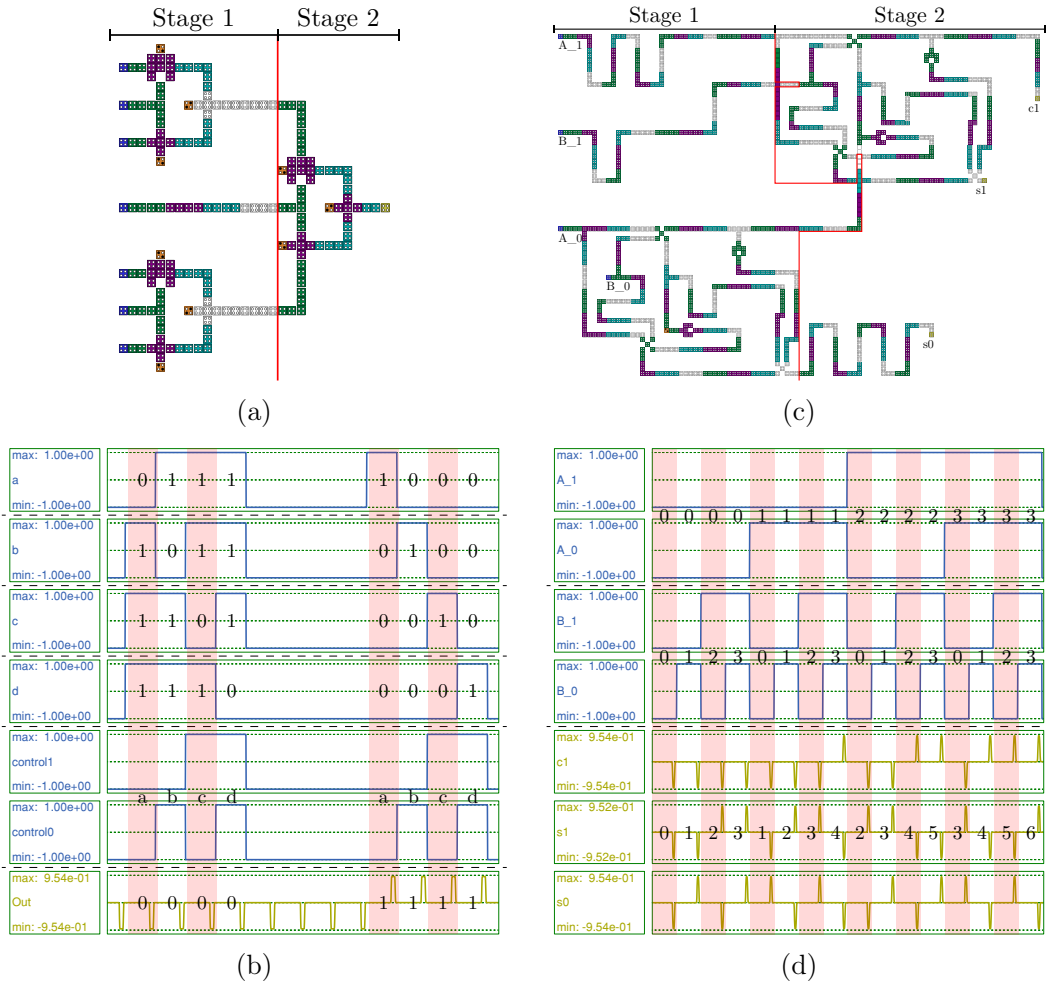 Stage 1 Stage 2
Stage 1 Stage 2
A_1
c1
B_1
s1
A_0
B_0
s0
(a)
(c)
max: 1.00e+00
a
min: -1.00e+00
0 1 1 1 1 0 0 0
max: 1.00e+00
b
min: -1.00e+00
1 0 1 1 0 1 0 0
max: 1.00e+00
c
min: -1.00e+00
1 1 0 1 0 0 1 0
max: 1.00e+00
d
min: -1.00e+00
1 1 1 0 0 0 0 1
max: 1.00e+00
control1
min: -1.00e+00
a b c d a b c d
max: 1.00e+00
control0
min: -1.00e+00
max: 9.54e-01
Out
min: -9.54e-01
0 0 0 0 1 1 1 1
(b)
max: 1.00e+00
A_1
min: -1.00e+00
0 0 0 0 1 1 1 1 2 2 2 2 3 3 3 3
max: 1.00e+00
A_0
min: -1.00e+00
max: 1.00e+00
B_1
min: -1.00e+00
0 1 2 3 0 1 2 3 0 1 2 3 0 1 2 3
max: 1.00e+00
B_0
min: -1.00e+00
max: 9.54e-01
c1
min: -9.54e-01
max: 9.52e-01
s1
min: -9.52e-01
0 1 2 3 1 2 3 4 2 3 4 5 3 4 5 6
max: 9.54e-01
s0
min: -9.54e-01
(d)